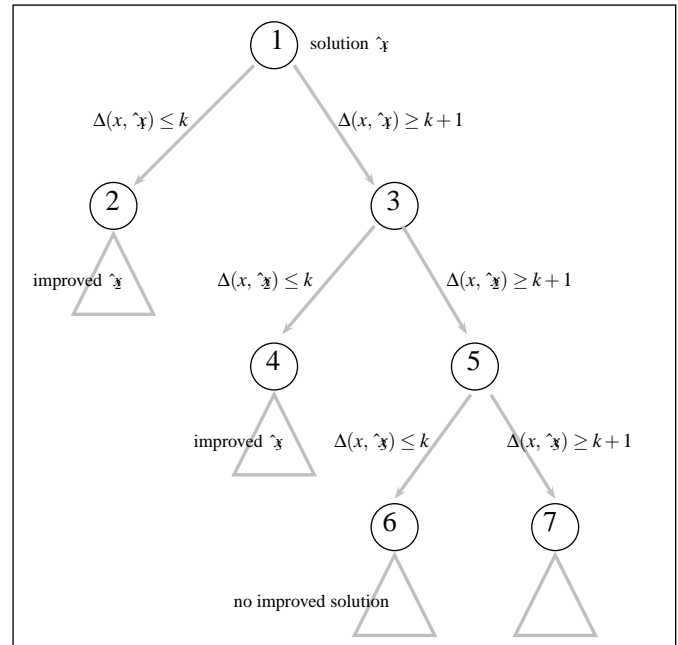 1 solution x̂₁
Δ(x, x̂₁) ≤ k Δ(x, x̂₁) ≥ k + 1
2 3
improved x̂₂ Δ(x, x̂₂) ≤ k Δ(x, x̂₂) ≥ k + 1
4 5
improved x̂₃ Δ(x, x̂₃) ≤ k Δ(x, x̂₃) ≥ k + 1
6 7
no improved solution